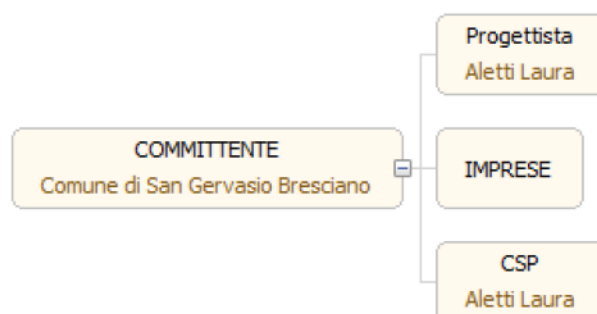 Progettista
Aletti Laura
COMMITTENTE
Comune di San Gervasio Bresciano
IMPRESE
CSP
Aletti Laura